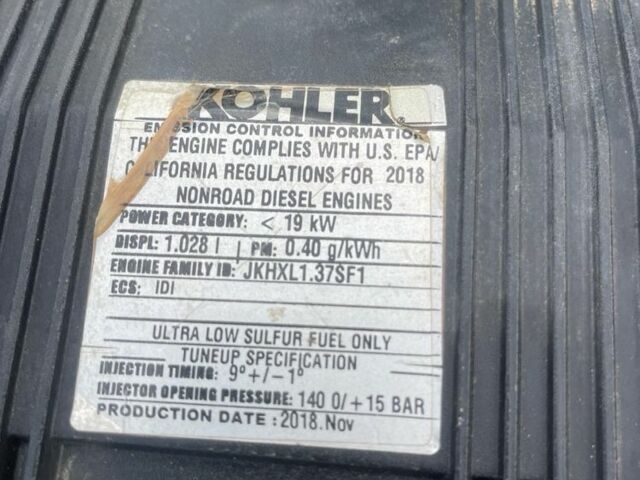 KOHLER
EMISSION CONTROL INFORMATION
THE ENGINE COMPLIES WITH U.S. EPA/
CALIFORNIA REGULATIONS FOR 2018
NONROAD DIESEL ENGINES
POWER CATEGORY: < 19 kW
DISPL: 1.028 l | PM: 0.40 g/kWh
ENGINE FAMILY ID: JKHXL1.37SF1
ECS: IDI
ULTRA LOW SULFUR FUEL ONLY
TUNEUP SPECIFICATION
INJECTION TIMING: 9°+/-1°
INJECTOR OPENING PRESSURE: 140 0/+15 BAR
PRODUCTION DATE: 2018.Nov